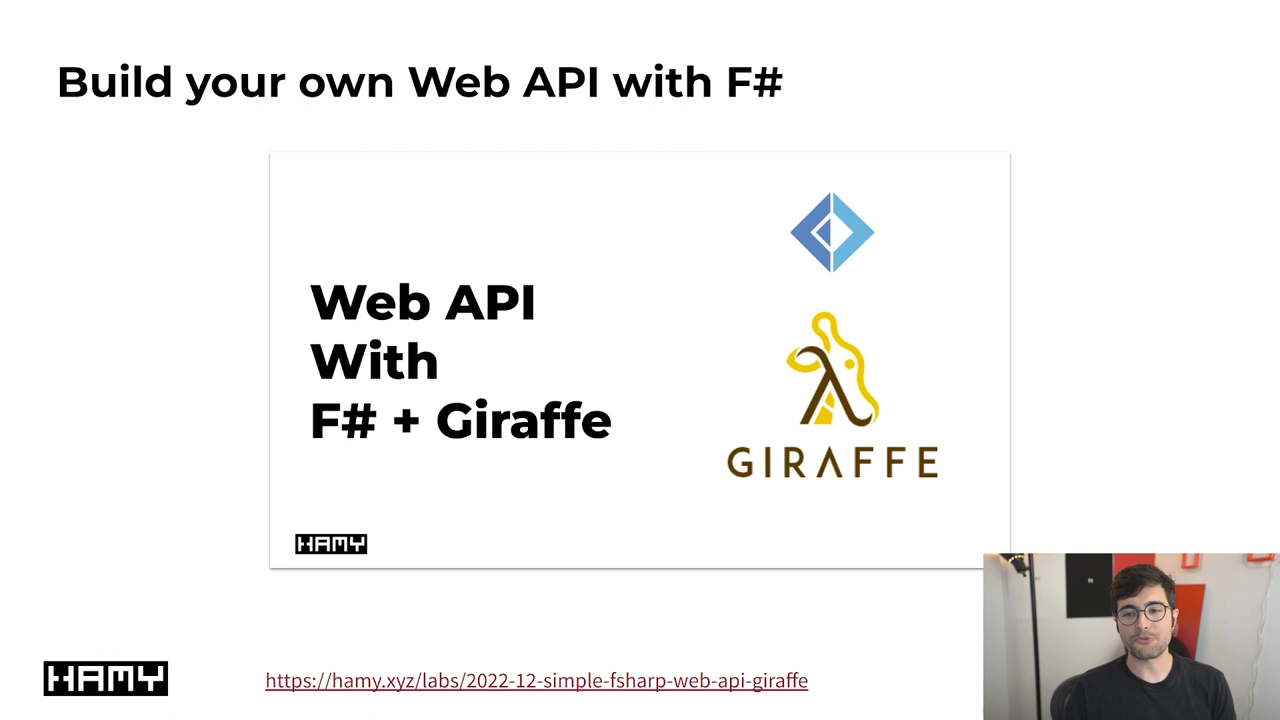 Build your own Web API with F#
Web API
With
F# + Giraffe
GIRAFFE
HAMY
HAMY
https://hamy.xyz/labs/2022-12-simple-fsharp-web-api-giraffe